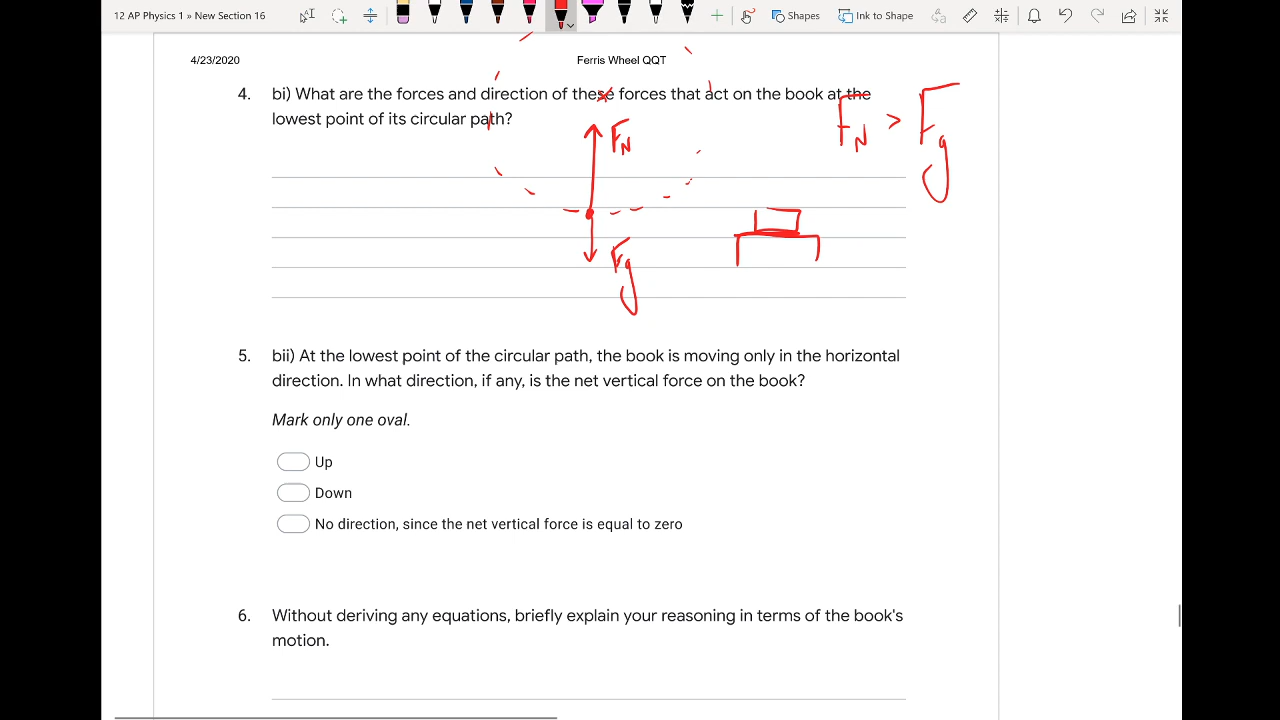 12 AP Physics 1 » New Section 16
Shapes
Ink to Shape
4/23/2020
Ferris Wheel QQT
4. bi) What are the forces and direction of these forces that act on the book at the
lowest point of its circular path?
FN > Fg
FN
Fg
5. bii) At the lowest point of the circular path, the book is moving only in the horizontal
direction. In what direction, if any, is the net vertical force on the book?
Mark only one oval.
Up
Down
No direction, since the net vertical force is equal to zero
6. Without deriving any equations, briefly explain your reasoning in terms of the book's
motion.